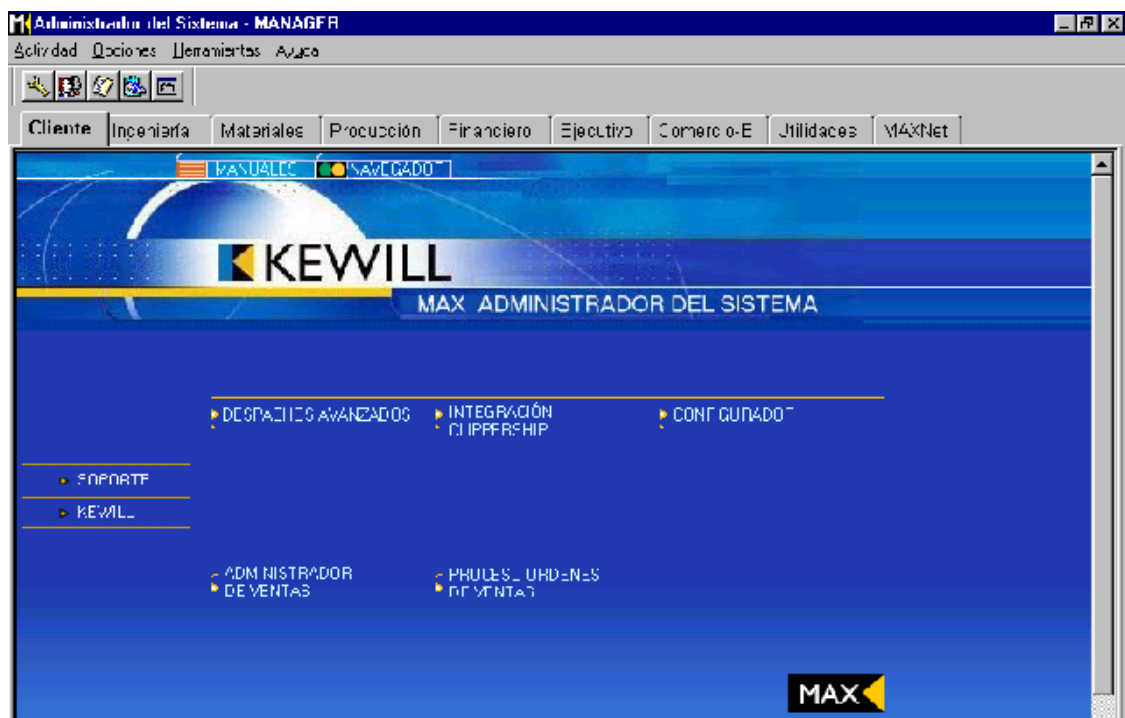 Administrador del Sistema - MANAGER
Actividad Opciones Herramientas Ayuda
Cliente Ingeniería Materiales Producción Financiero Ejecutivo Comercio-E Utilidades MAXNet
MANUALES NAVEGADOR
KEWILL
MAX ADMINISTRADOR DEL SISTEMA
DESPACHOS AVANZADOS
INTEGRACIÓN
CLIPPERSHIP
CONFIGURADOR
SOPORTE
KEWILL
ADMINISTRADOR
DE VENTAS
ORDENES
DE VENTAS
MAX